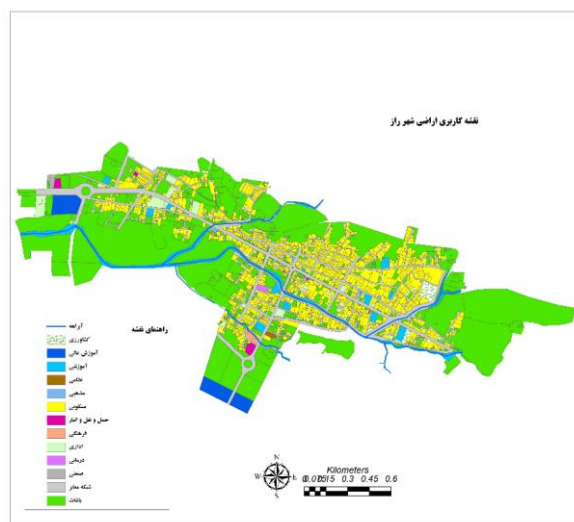 نقشه کاربری اراضی شهر راز
راهنمای نقشه
آبراهه
کشاورزی
آموزش عالی
آموزشی
نظامی
مذهبی
مسکونی
حمل و نقل و انبار
فرهنگی
اداری
درمانی
صنعتی
شبکه معابر
باغات
N
W
E
S
Kilometers
0.3 0.45 0.6